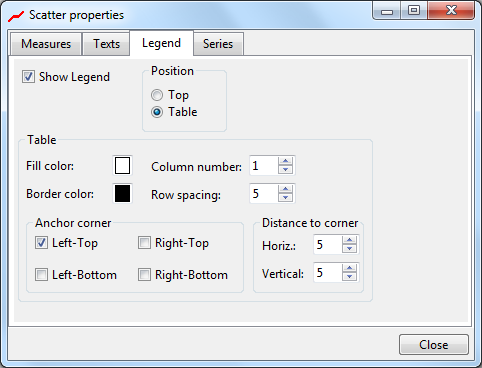 Scatter properties
Measures Texts Legend Series
Show Legend
Position
Top
Table
Table
Fill color: Column number: 1
Border color: Row spacing: 5
Anchor corner Distance to corner
Left-Top Right-Top Horiz.: 5
Left-Bottom Right-Bottom Vertical: 5
Close